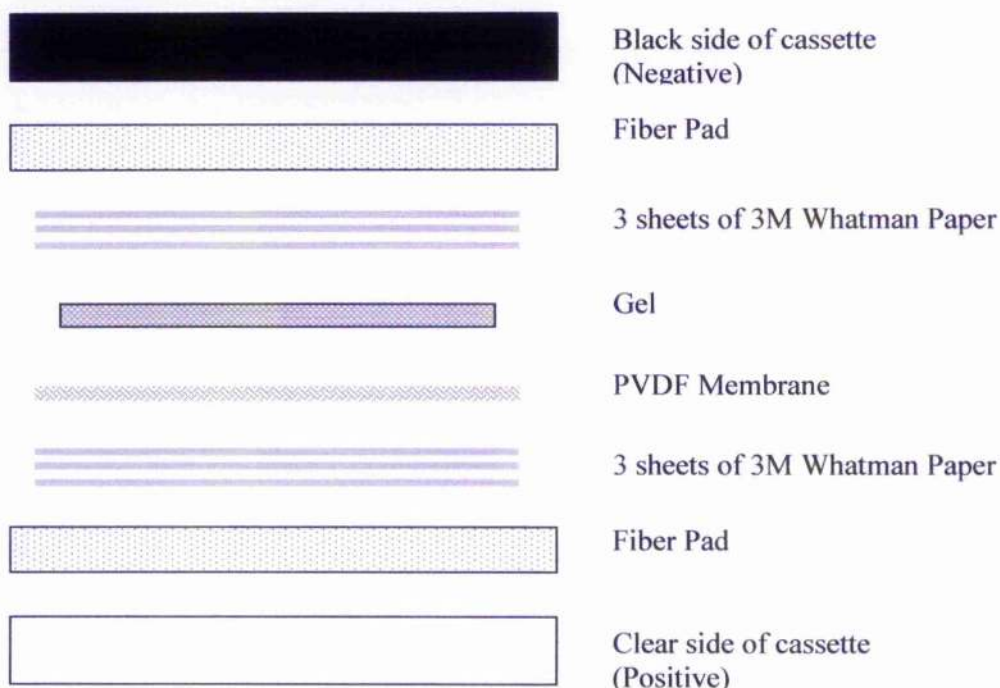 Black side of cassette
(Negative)
Fiber Pad
3 sheets of 3M Whatman Paper
Gel
PVDF Membrane
3 sheets of 3M Whatman Paper
Fiber Pad
Clear side of cassette
(Positive)